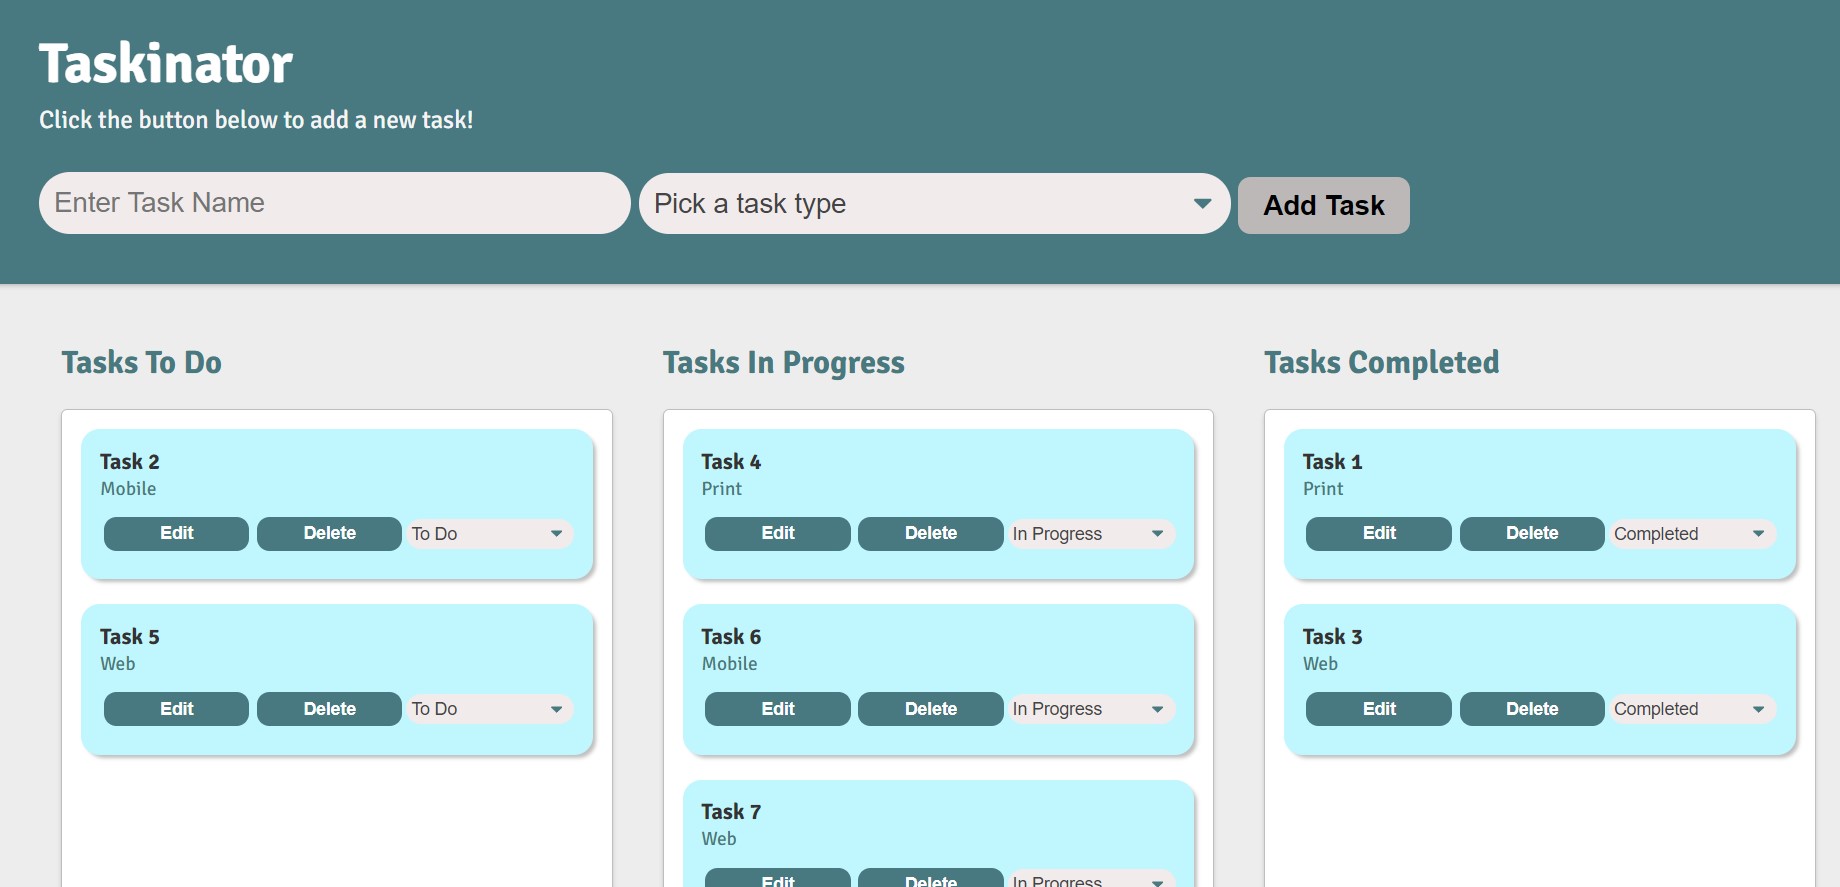 Taskinator
Click the button below to add a new task!
Enter Task Name
Pick a task type
Add Task
Tasks To Do
Task 2
Mobile
Edit Delete To Do
Task 5
Web
Edit Delete To Do
Tasks In Progress
Task 4
Print
Edit Delete In Progress
Task 6
Mobile
Edit Delete In Progress
Task 7
Web
Edit Delete In Progress
Tasks Completed
Task 1
Print
Edit Delete Completed
Task 3
Web
Edit Delete Completed